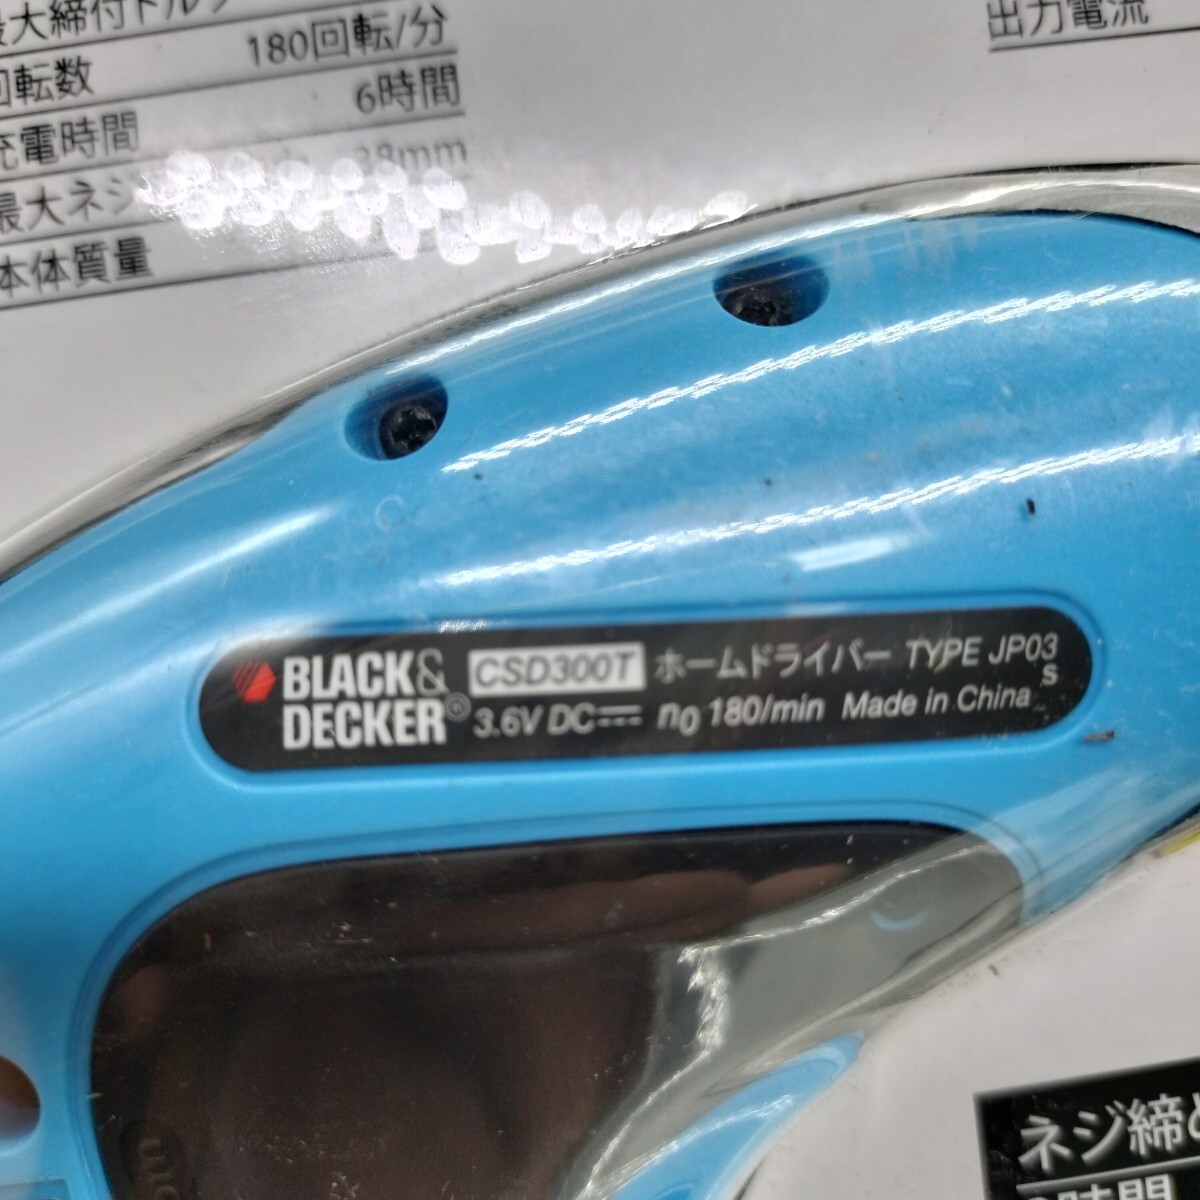 最大締付トルク
180回転/分
回転数
6時間
充電時間
38mm
最大ネジ
本体質量
出力電流
BLACK&
DECKER®
CSD300T ホームドライバー TYPE JP03
3.6V DC n0 180/min Made in China S
ネジ締